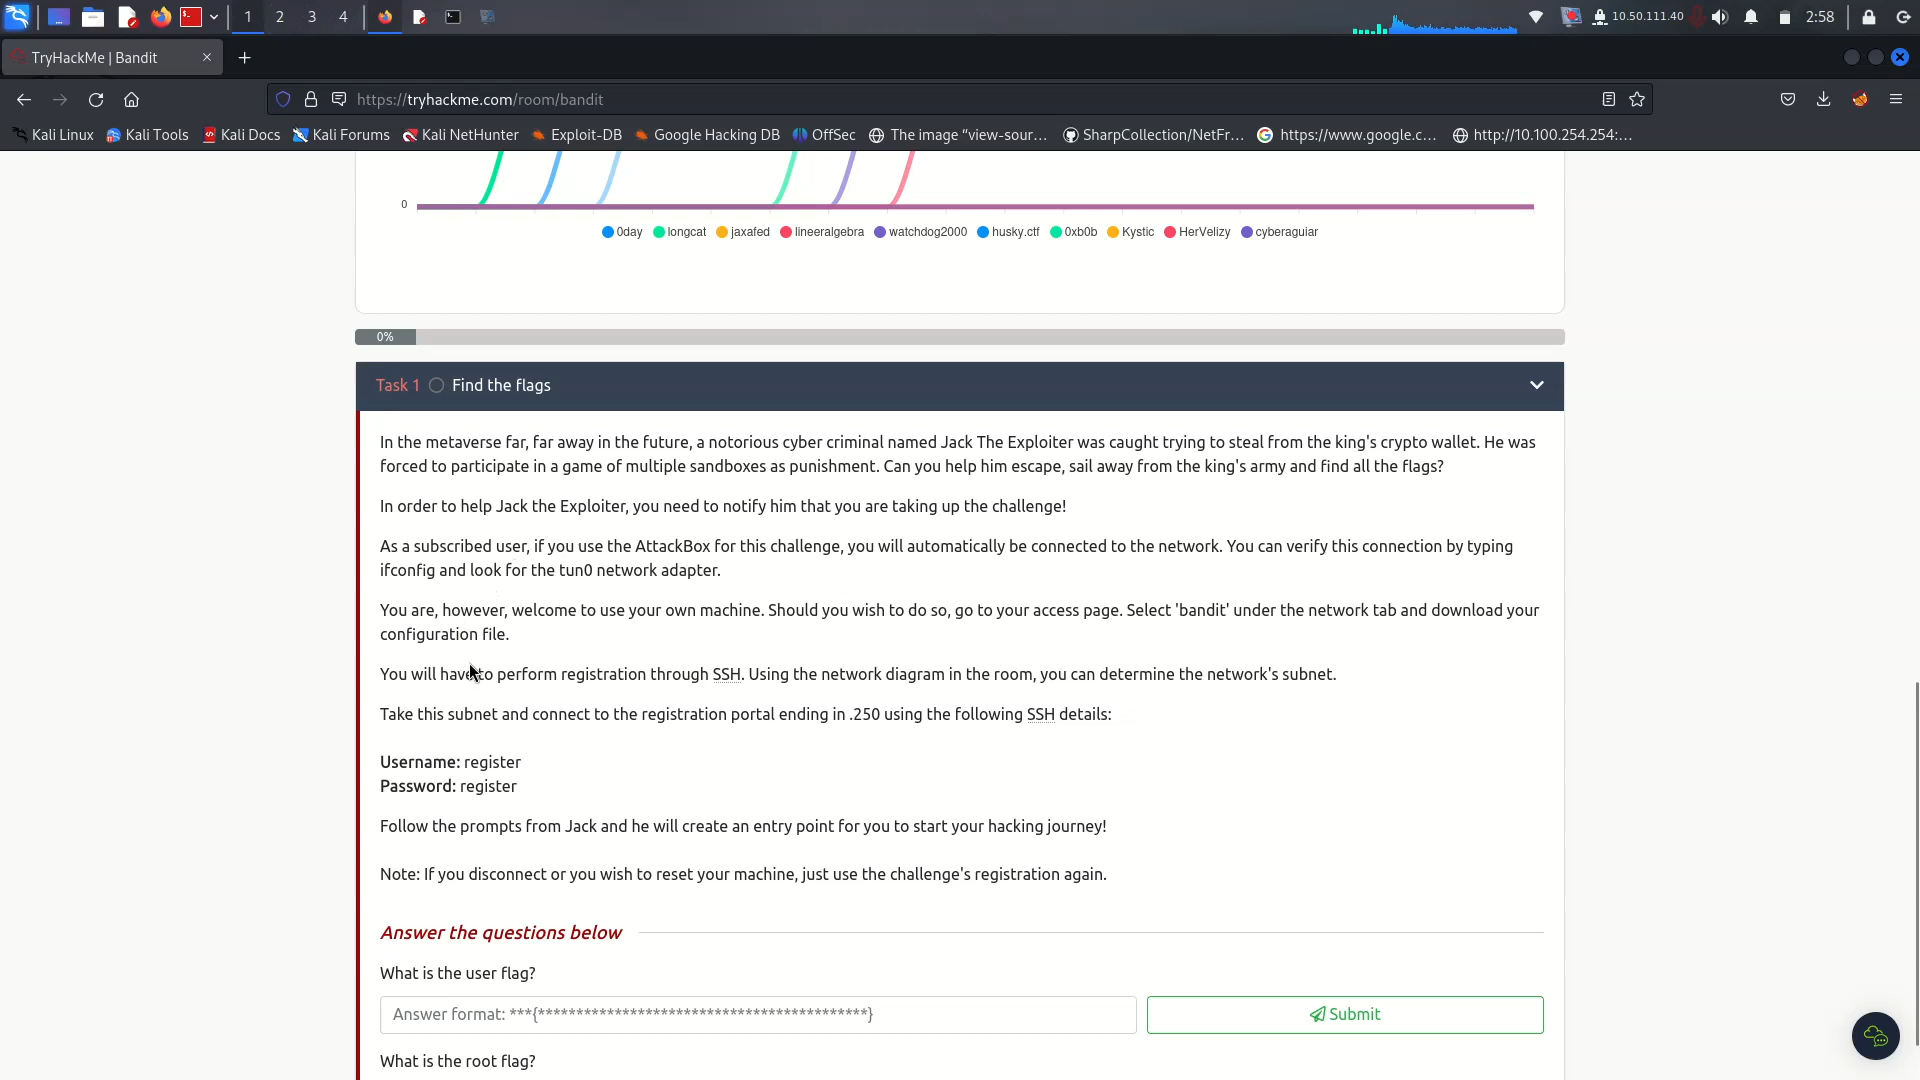 1 2 3 4 10.50.111.40 2:58
TryHackMe | Bandit
https://tryhackme.com/room/bandit
Kali Linux Kali Tools Kali Docs Kali Forums Kali NetHunter Exploit-DB Google Hacking DB OffSec The image “view-sour… SharpCollection/NetFr… https://www.google.c… http://10.100.254.254:…
0
0day longcat jaxafed lineeralgebra watchdog2000 husky.ctf 0xb0b Kystic HerVelizy cyberaguiar
0%
Task 1 Find the flags
In the metaverse far, far away in the future, a notorious cyber criminal named Jack The Exploiter was caught trying to steal from the king's crypto wallet. He was
forced to participate in a game of multiple sandboxes as punishment. Can you help him escape, sail away from the king's army and find all the flags?
In order to help Jack the Exploiter, you need to notify him that you are taking up the challenge!
As a subscribed user, if you use the AttackBox for this challenge, you will automatically be connected to the network. You can verify this connection by typing
ifconfig and look for the tun0 network adapter.
You are, however, welcome to use your own machine. Should you wish to do so, go to your access page. Select 'bandit' under the network tab and download your
configuration file.
You will have to perform registration through SSH. Using the network diagram in the room, you can determine the network's subnet.
Take this subnet and connect to the registration portal ending in .250 using the following SSH details:
Username: register
Password: register
Follow the prompts from Jack and he will create an entry point for you to start your hacking journey!
Note: If you disconnect or you wish to reset your machine, just use the challenge's registration again.
Answer the questions below
What is the user flag?
Answer format: ***{*******************************************} Submit
What is the root flag?